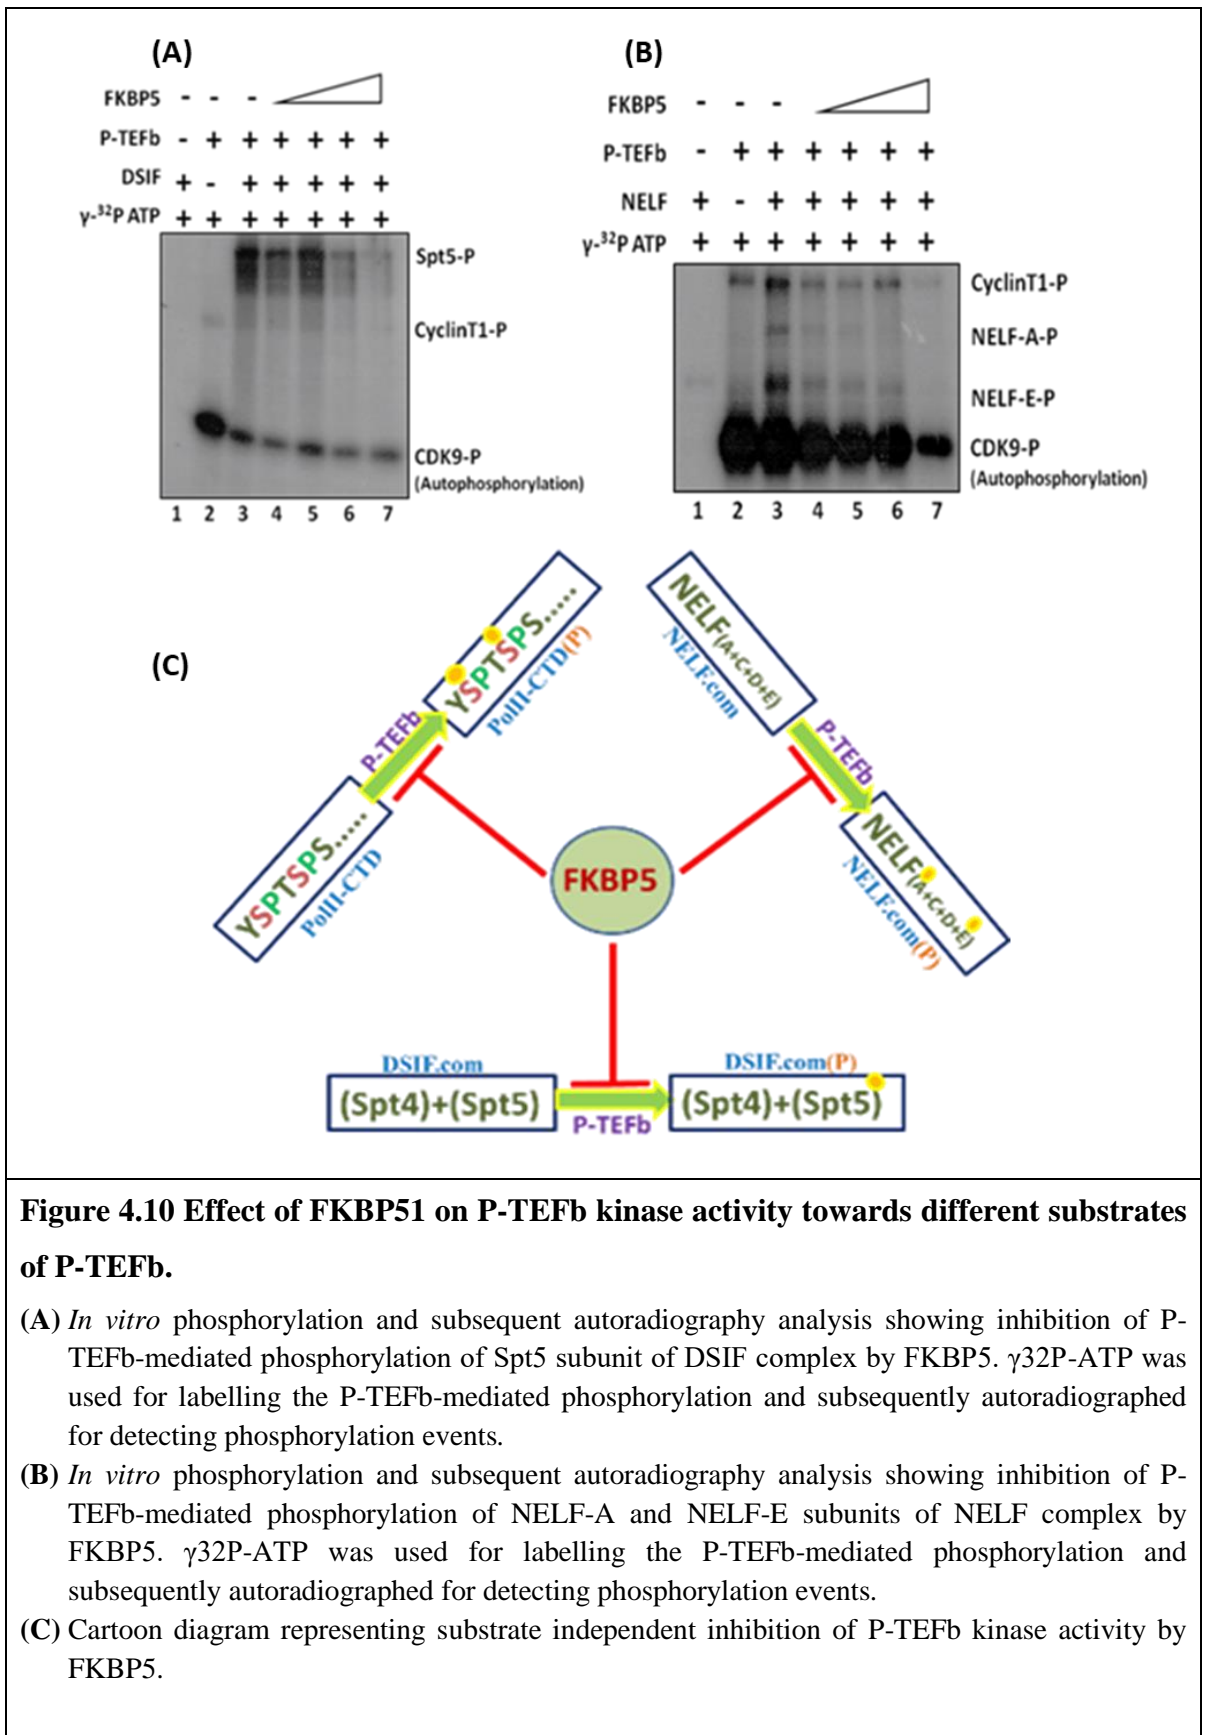 (A)
FKBP5 - - -
P-TEFb - + + + + + +
DSIF + - + + + + +
γ-³²P ATP + + + + + + +
Spt5-P
CyclinT1-P
CDK9-P
(Autophosphorylation)
1 2 3 4 5 6 7
(B)
FKBP5 - - -
P-TEFb - + + + + + +
NELF + - + + + + +
γ-³²P ATP + + + + + + +
CyclinT1-P
NELF-A-P
NELF-E-P
CDK9-P
(Autophosphorylation)
1 2 3 4 5 6 7
(C)
YSPTSPS.....
PolII-CTD
P-TEFb
YSPTSPS.....
PolII-CTD(P)
NELF(A+C+D+E)
NELF.com
P-TEFb
NELF(A+C+D+E)
NELF.com(P)
FKBP5
DSIF.com
(Spt4)+(Spt5)
P-TEFb
DSIF.com(P)
(Spt4)+(Spt5)
Figure 4.10 Effect of FKBP51 on P-TEFb kinase activity towards different substrates
of P-TEFb.
(A) In vitro phosphorylation and subsequent autoradiography analysis showing inhibition of P-
TEFb-mediated phosphorylation of Spt5 subunit of DSIF complex by FKBP5. γ32P-ATP was
used for labelling the P-TEFb-mediated phosphorylation and subsequently autoradiographed
for detecting phosphorylation events.
(B) In vitro phosphorylation and subsequent autoradiography analysis showing inhibition of P-
TEFb-mediated phosphorylation of NELF-A and NELF-E subunits of NELF complex by
FKBP5. γ32P-ATP was used for labelling the P-TEFb-mediated phosphorylation and
subsequently autoradiographed for detecting phosphorylation events.
(C) Cartoon diagram representing substrate independent inhibition of P-TEFb kinase activity by
FKBP5.